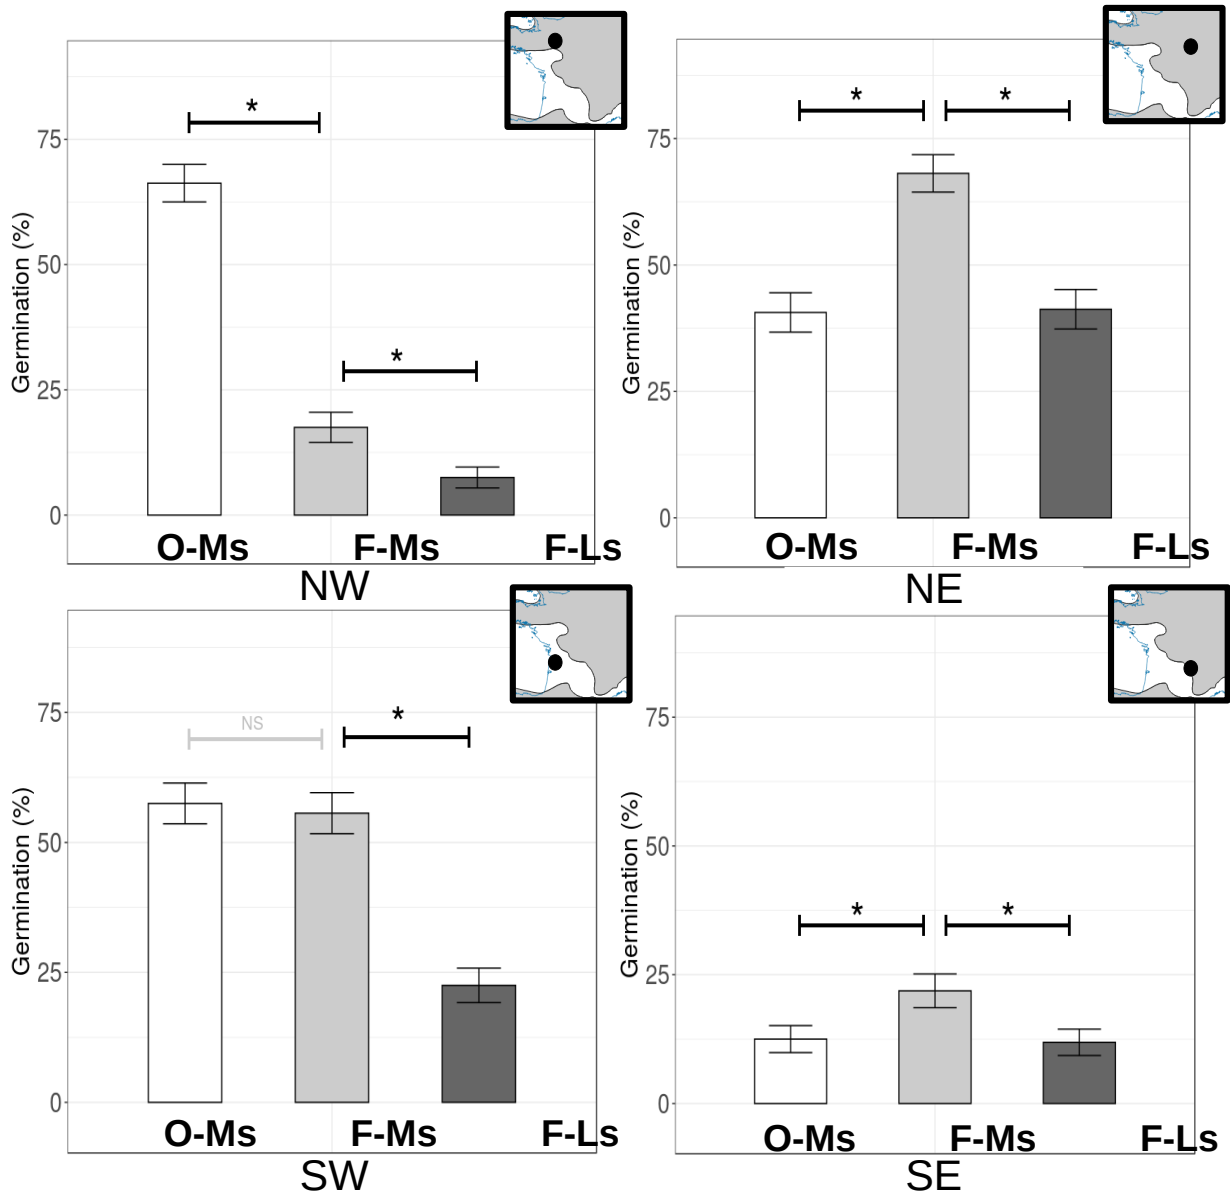 *
75
*
Germination (%)
50
25
0
O-Ms F-Ms F-Ls
NW
* *
75
Germination (%)
50
25
0
O-Ms F-Ms F-Ls
NE
75
NS *
Germination (%)
50
25
0
O-Ms F-Ms F-Ls
SW
75
Germination (%)
50
* *
25
0
O-Ms F-Ms F-Ls
SE